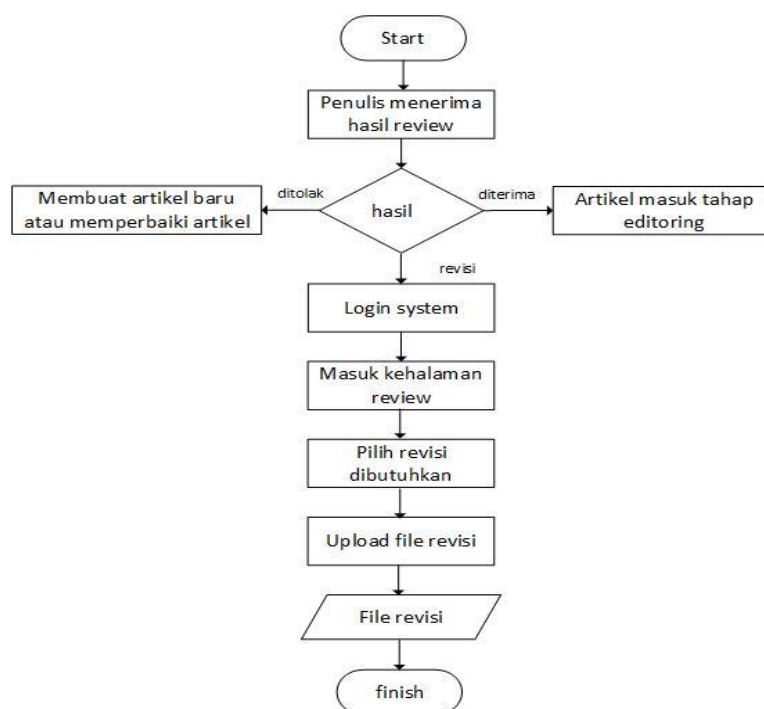 Start
Penulis menerima
hasil review
ditolak
hasil
diterima
Membuat artikel baru
atau memperbaiki artikel
Artikel masuk tahap
editoring
revisi
Login system
Masuk kehalaman
review
Pilih revisi
dibutuhkan
Upload file revisi
File revisi
finish